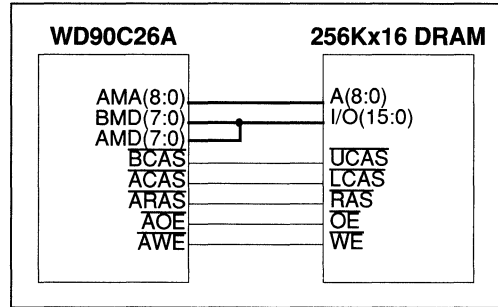 WD90C26A 256Kx16 DRAM
AMA(8:0) A(8:0)
BMD(7:0) I/O(15:0)
AMD(7:0)
BCAS UCAS
ACAS LCAS
ARAS RAS
AOE OE
AWE WE